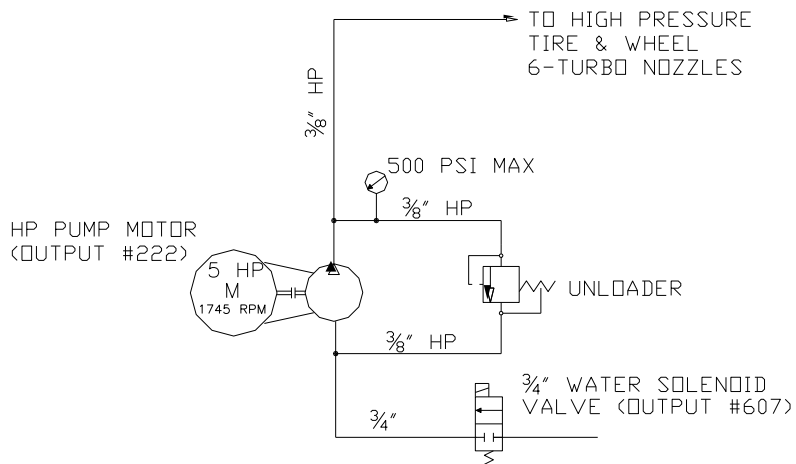 TO HIGH PRESSURE
TIRE & WHEEL
6-TURBO NOZZLES
3/8" HP
500 PSI MAX
3/8" HP
HP PUMP MOTOR
(OUTPUT #222)
5 HP
M
1745 RPM
UNLOADER
3/8" HP
3/4" WATER SOLENOID
VALVE (OUTPUT #607)
3/4"